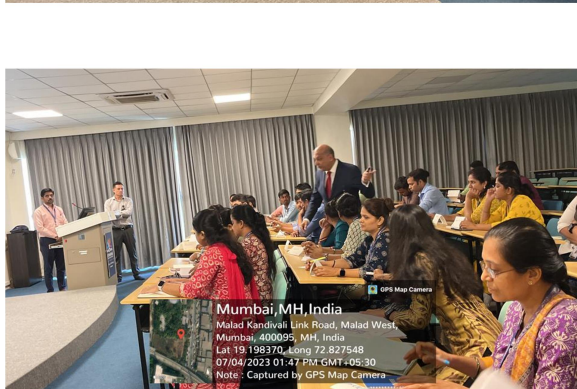 GPS Map Camera
Mumbai,MH,India
Malad Kandivali Link Road, Malad West,
Mumbai, 400095, MH, India
Lat 19.198370, Long 72.827548
07/04/2023 01:47 PM GMT+05:30
Note : Captured by GPS Map Camera